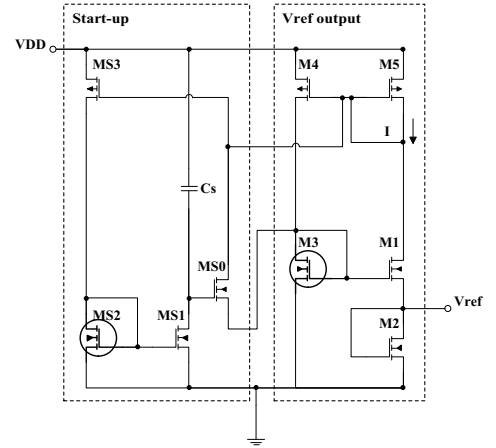 Start-up
Vref output
VDD
MS3
M4
M5
I
Cs
MS0
M3
M1
MS2
MS1
Vref
M2